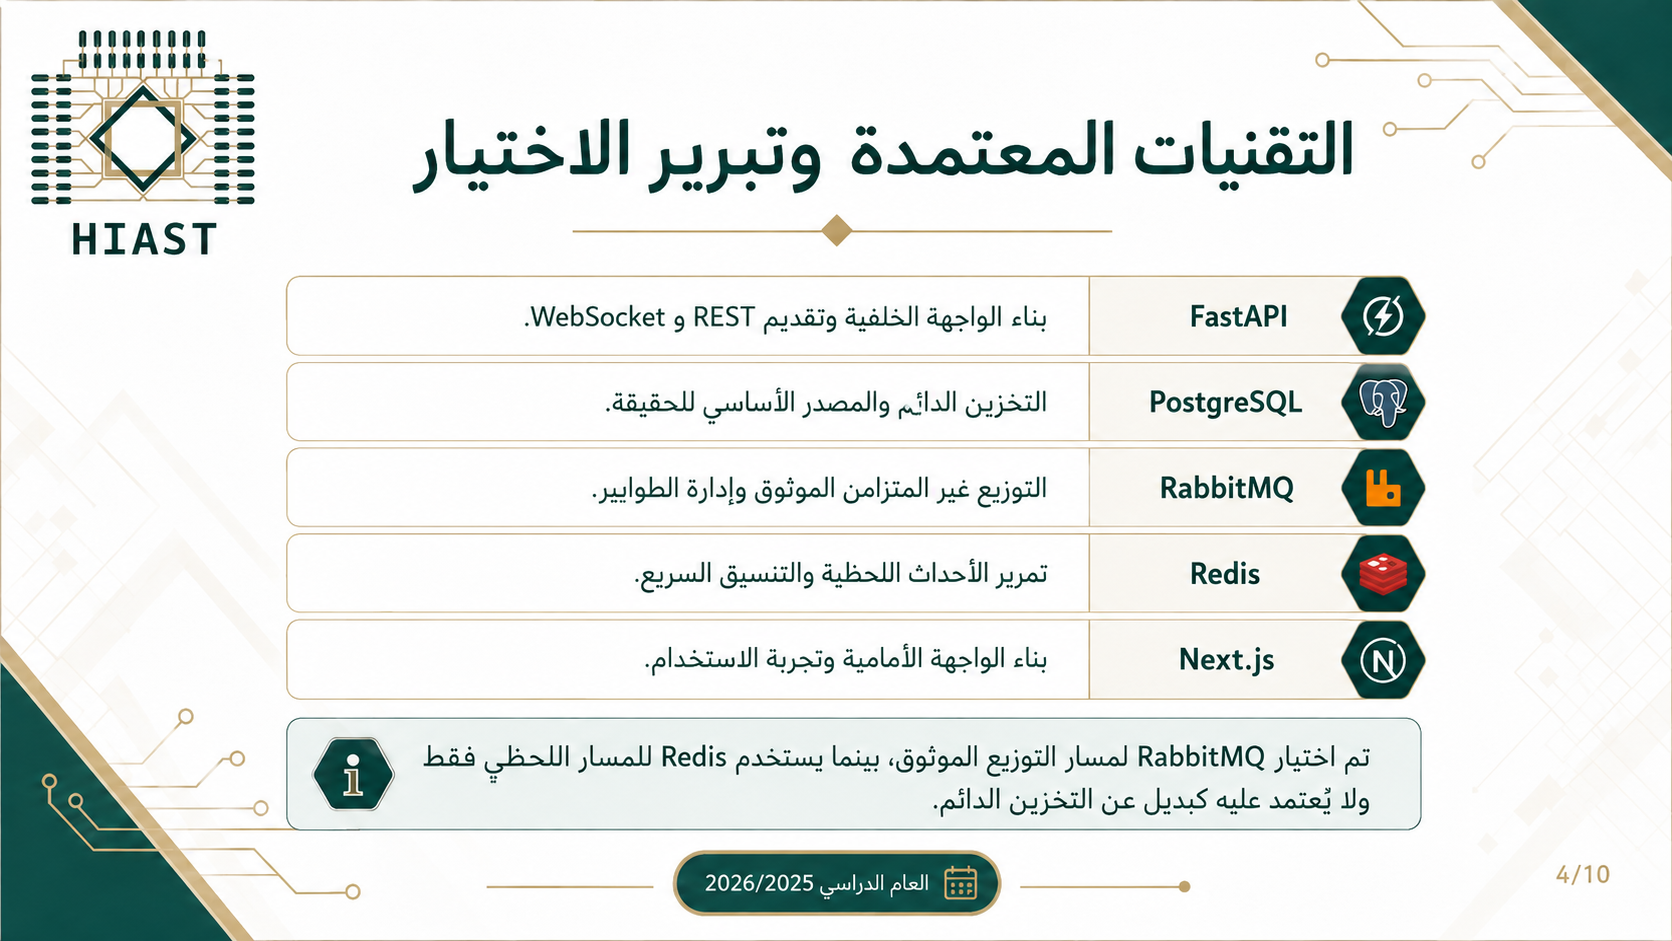 HIAST
التقنيات المعتمدة وتبرير الاختيار
FastAPI
بناء الواجهة الخلفية وتقديم REST و WebSocket.
PostgreSQL
التخزين الدائم والمصدر الأساسي للحقيقة.
RabbitMQ
التوزيع غير المتزامن الموثوق وإدارة الطوابير.
Redis
تمرير الأحداث اللحظية والتنسيق السريع.
Next.js
بناء الواجهة الأمامية وتجربة الاستخدام.
تم اختيار RabbitMQ لمسار التوزيع الموثوق، بينما يستخدم Redis للمسار اللحظي فقط
ولا يُعتمد عليه كبديل عن التخزين الدائم.
العام الدراسي 2026/2025
4/10